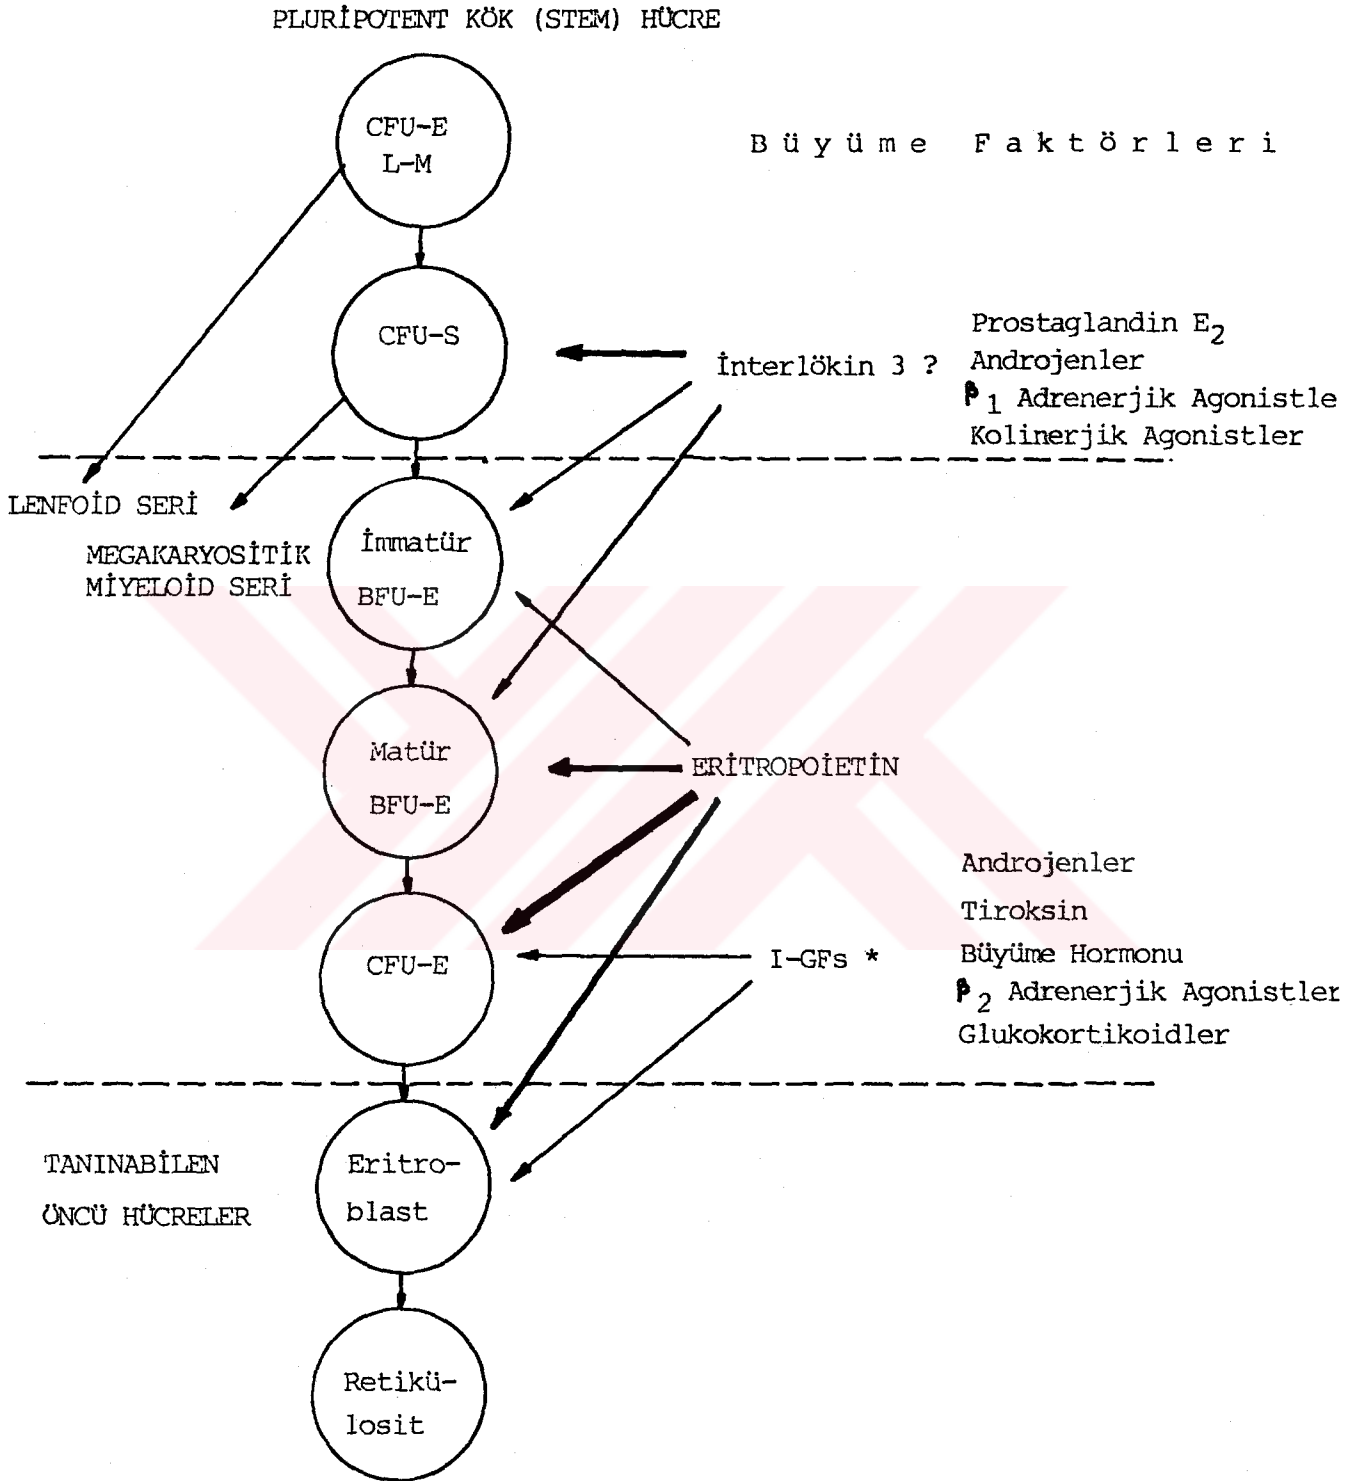 PLURİPOTENT KÖK (STEM) HÜCRE
CFU-E
L-M
Büyüme Faktörleri
CFU-S
Prostaglandin E2
İnterlökin 3 ?
Androjenler
β1 Adrenerjik Agonistle
Kolinerjik Agonistler
LENFOİD SERİ
MEGAKARYOSİTİK
MİYELOİD SERİ
İmmatür
BFU-E
Matür
BFU-E
ERİTROPOİETİN
Androjenler
Tiroksin
CFU-E
I-GFs *
Büyüme Hormonu
β2 Adrenerjik Agonistler
Glukokortikoidler
TANINABİLEN
ÖNCÜ HÜCRELER
Eritro-
blast
Retikü-
losit